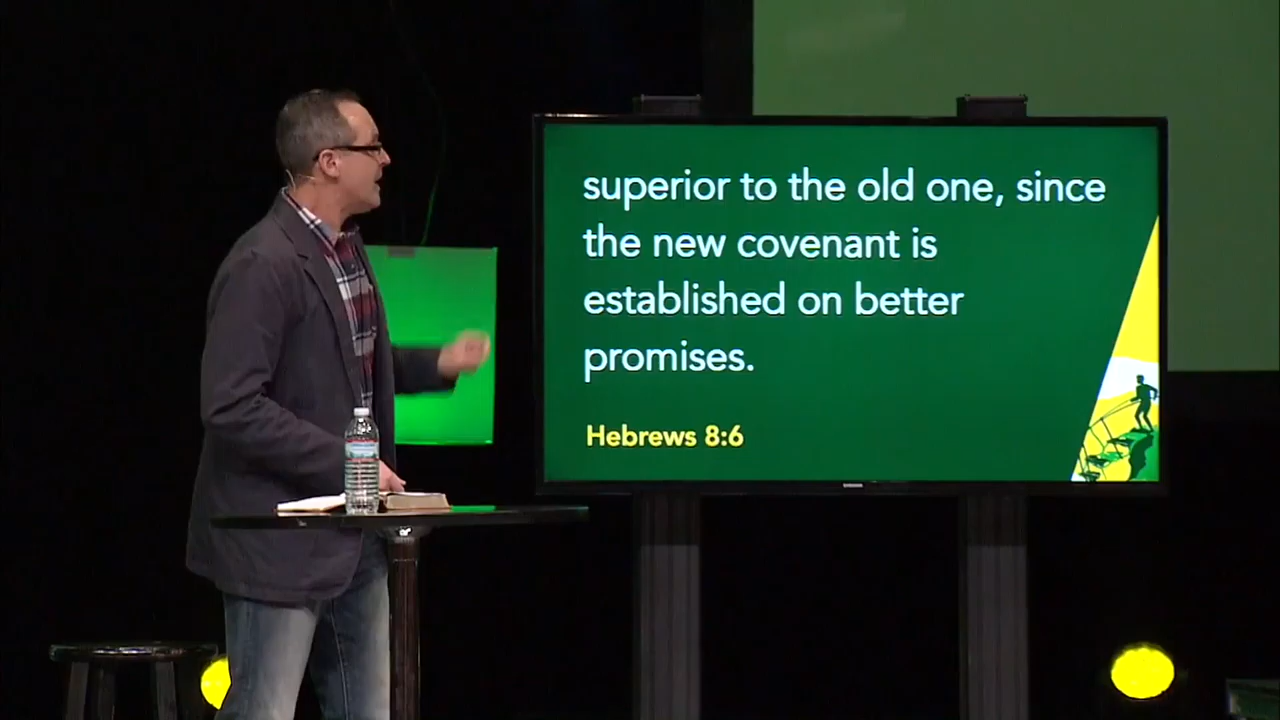 superior to the old one, since
the new covenant is
established on better
promises.
Hebrews 8:6